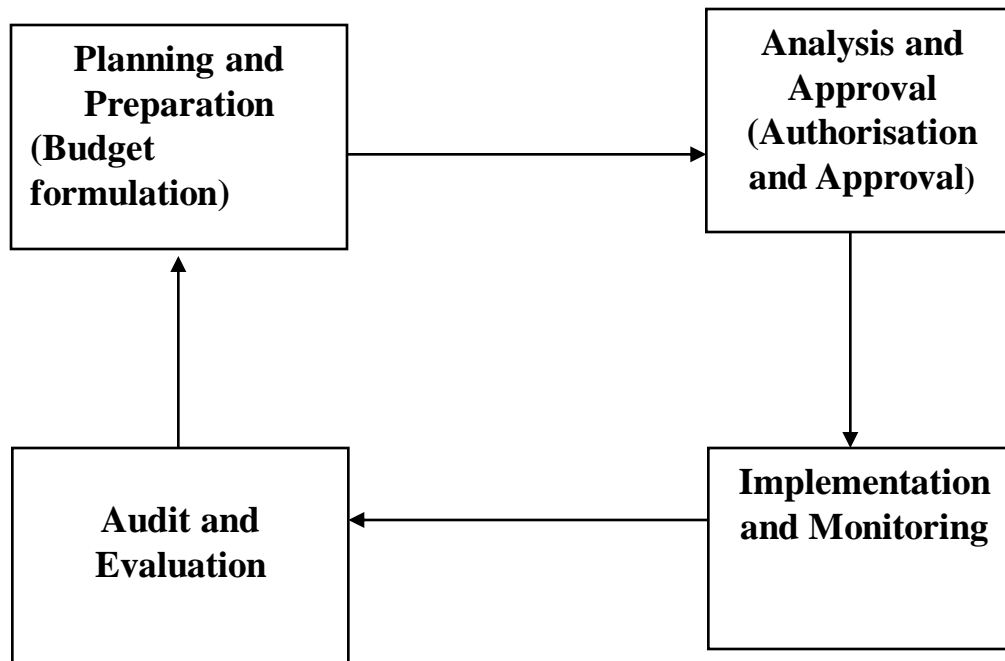 Planning and
Preparation
(Budget
formulation)
Analysis and
Approval
(Authorisation
and Approval)
Implementation
and Monitoring
Audit and
Evaluation